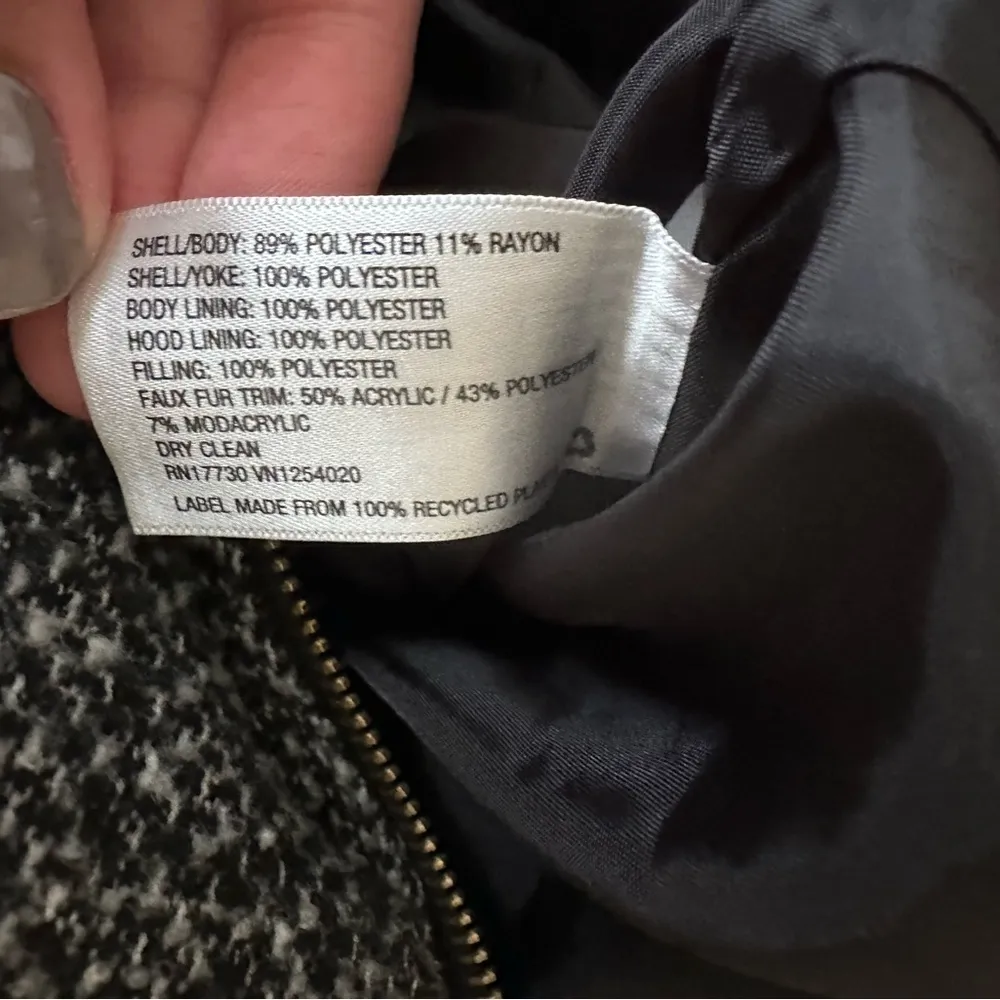 SHELL/BODY: 89% POLYESTER 11% RAYON
SHELL/YOKE: 100% POLYESTER
BODY LINING: 100% POLYESTER
HOOD LINING: 100% POLYESTER
FILLING: 100% POLYESTER
FAUX FUR TRIM: 50% ACRYLIC / 43% POLYESTER
7% MODACRYLIC
DRY CLEAN
RN17730 VN1254020
LABEL MADE FROM 100% RECYCLED